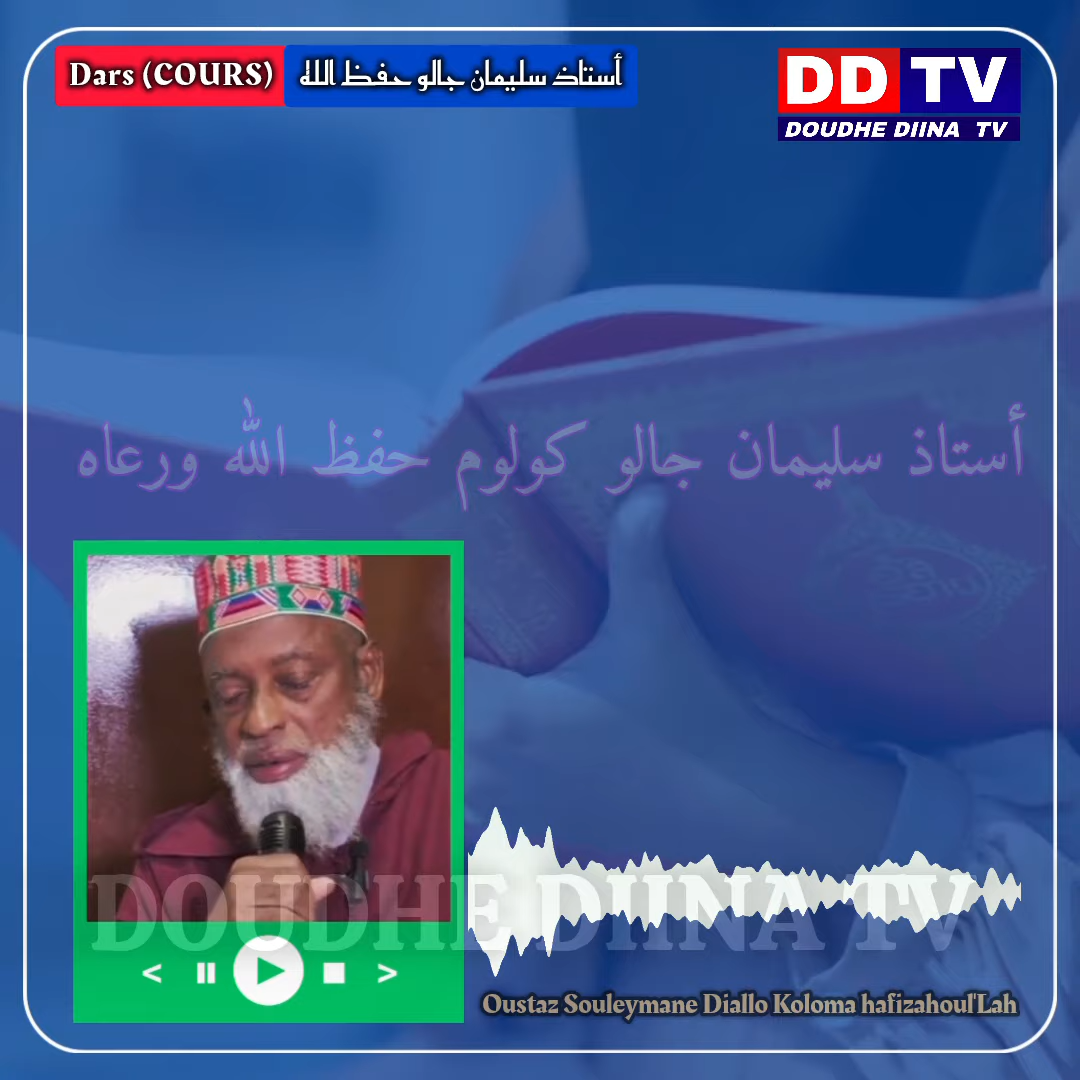 Dars (COURS) أستاذ سليمان جالو حفظ الله
DD TV
DOUDHE DIINA TV
أستاذ سليمان جالو كولوم حفظ الله ورعاه
DOUDHE DIINA TV
Oustaz Souleymane Diallo Koloma hafizahoul'Lah